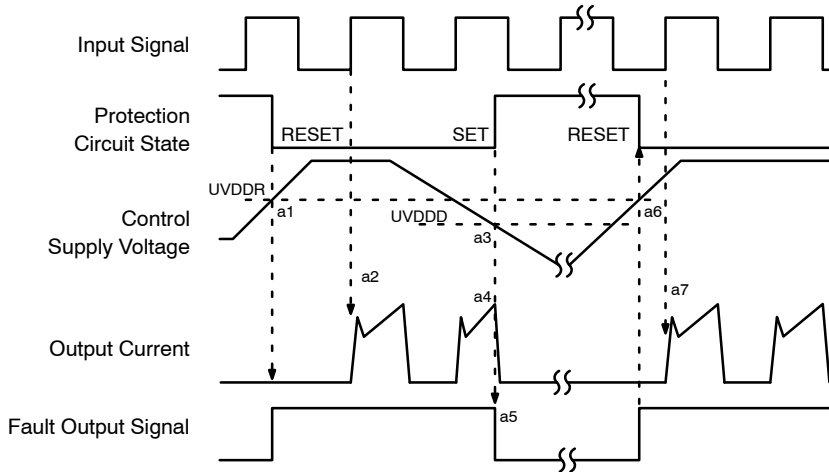 Input Signal
Protection
Circuit State
RESET
SET
RESET
UVDDR
a1
a6
Control
Supply Voltage
UVDDD
a3
a2
a4
a7
Output Current
Fault Output Signal
a5